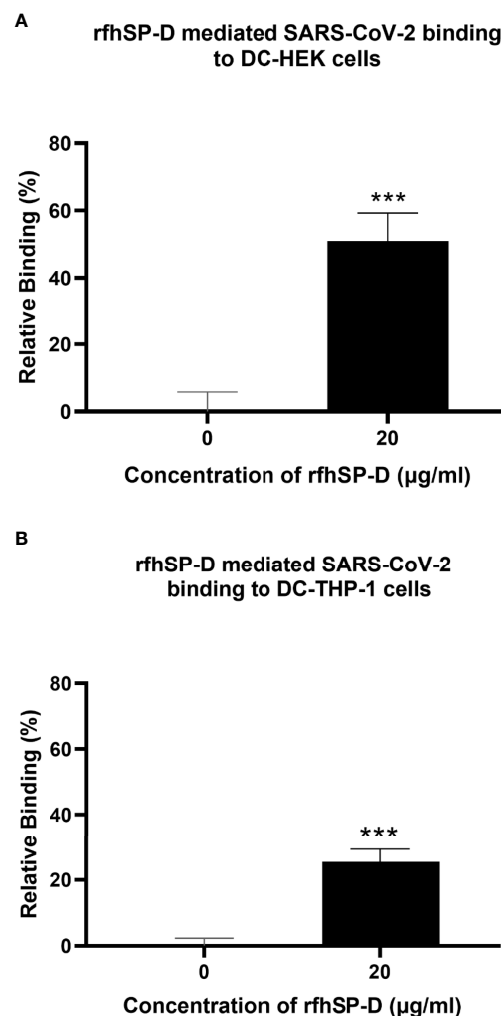 A
rfhSP-D mediated SARS-CoV-2 binding
to DC-HEK cells
80
60
40
20
0
Relative Binding (%)
***
0
20
Concentration of rfhSP-D (µg/ml)
B
rfhSP-D mediated SARS-CoV-2
binding to DC-THP-1 cells
80
60
40
20
0
Relative Binding (%)
***
0
20
Concentration of rfhSP-D (µg/ml)